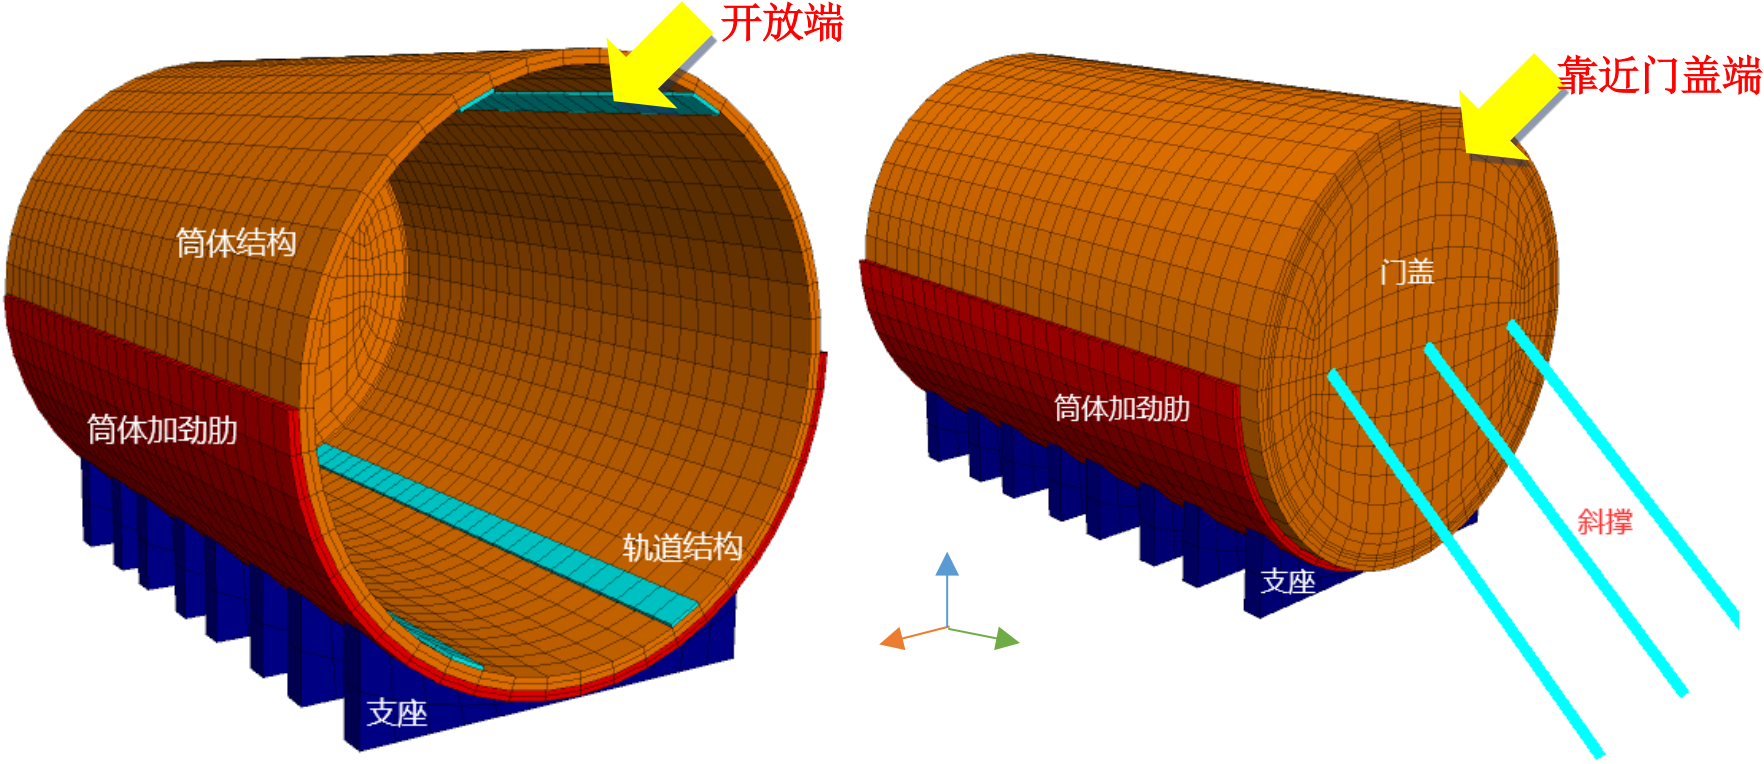 开放端
筒体结构
筒体加劲肋
轨道结构
支座
靠近门盖端
门盖
筒体加劲肋
斜撑
支座